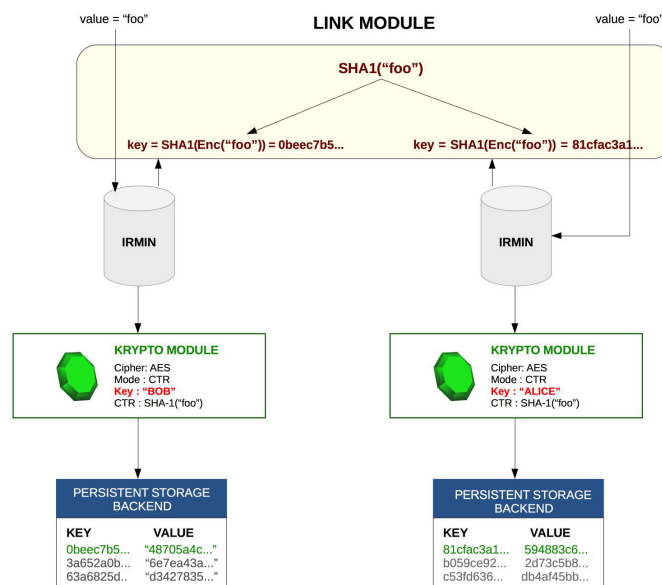 value = “foo”
LINK MODULE
value = “foo”
SHA1(“foo”)
key = SHA1(Enc(“foo”)) = 0beec7b5...
key = SHA1(Enc(“foo”)) = 81cfac3a1...
IRMIN
IRMIN
KRYPTO MODULE
Cipher: AES
Mode : CTR
Key : “BOB”
CTR : SHA-1(“foo”)
KRYPTO MODULE
Cipher: AES
Mode : CTR
Key : “ALICE”
CTR : SHA-1(“foo”)
PERSISTENT STORAGE
BACKEND
KEY VALUE
0beec7b5... “48705a4c...”
3a652a0b... “6e7ea43a...
63a6825d.. “d3427835...
PERSISTENT STORAGE
BACKEND
KEY VALUE
81cfac3a1... 594883c6...
b059ce92... 2d73c5b8...
c53fd636... db4af45bb...